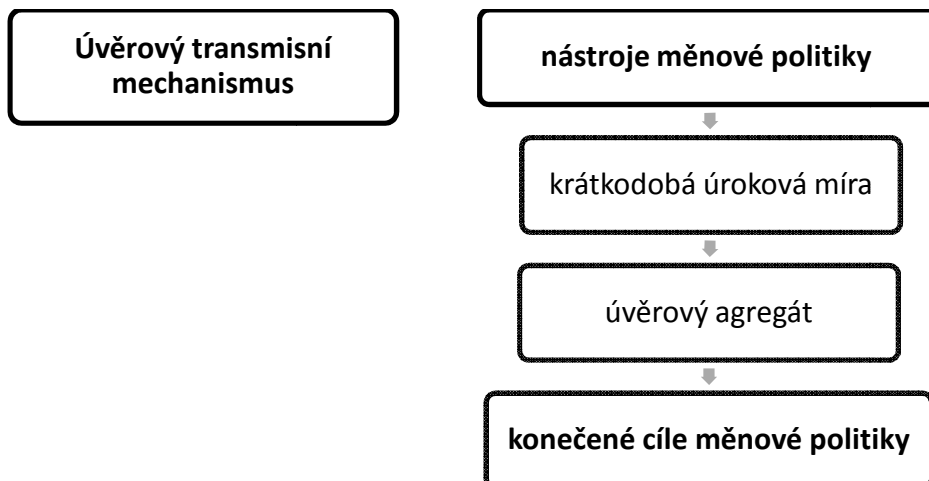 Úvěrový transmisní
mechanismus
nástroje měnové politiky
krátkodobá úroková míra
úvěrový agregát
konečené cíle měnové politiky